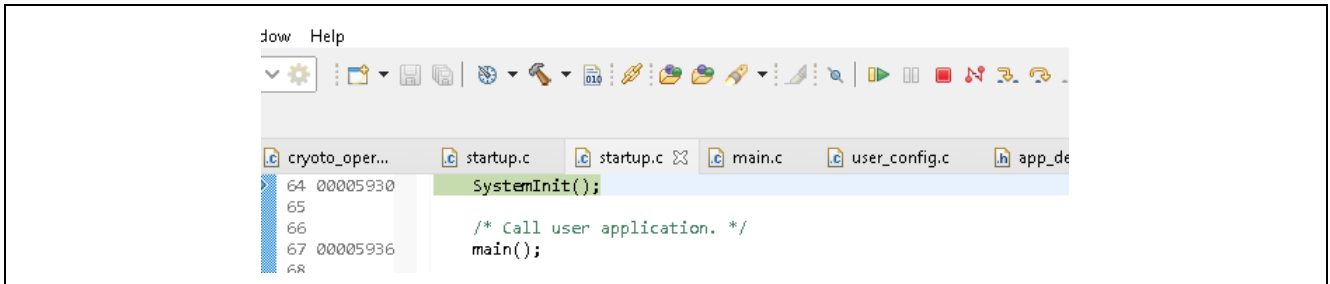 dow Help
010
cryoto_oper... startup.c startup.c main.c user_config.c app_de
64 00005930 SystemInit();
65
66 /* Call user application. */
67 00005936 main();
68